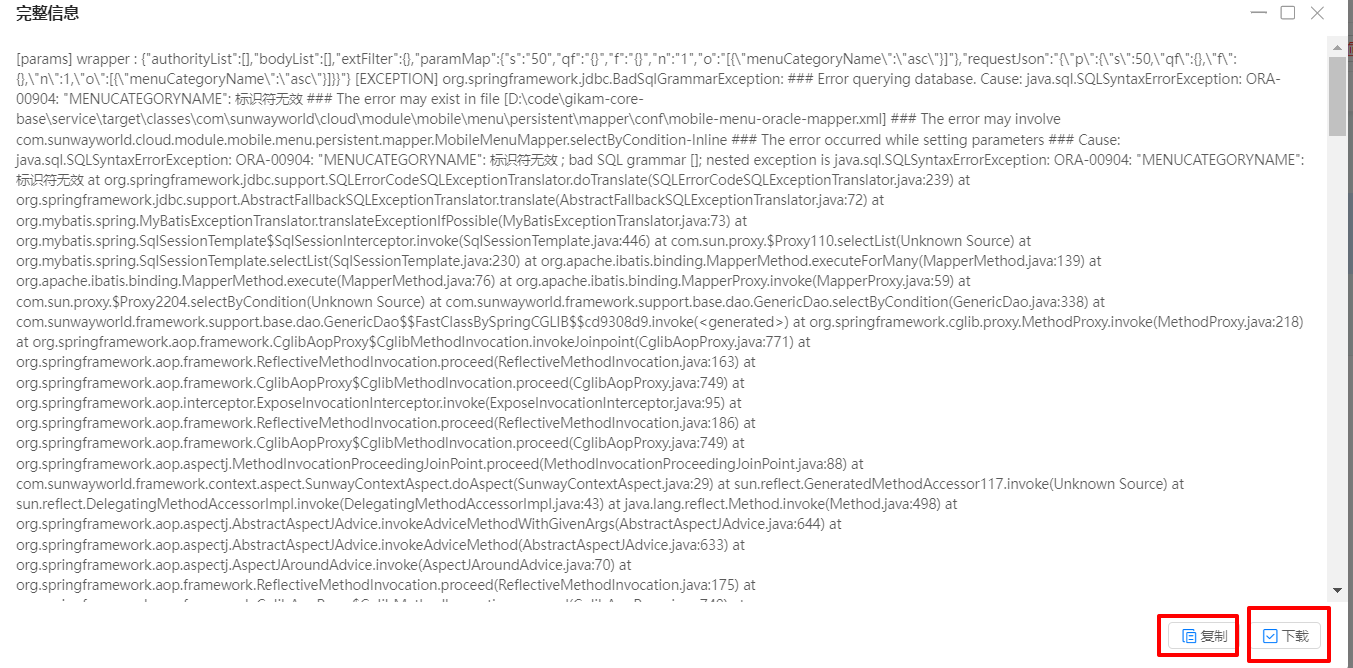 完整信息
[params] wrapper : {"authorityList":[],"bodyList":[],"extFilter":{},"paramMap":{"s":"50","qf":"{}","f":"{}","n":"1","o":"[{\"menuCategoryName\":\"asc\"}]"},"requestJson":"{\"p\":{\"s\":50,\"qf\":{},\"f\":
{},\"n\":1,\"o\":[{\"menuCategoryName\":\"asc\"}]}}"} [EXCEPTION] org.springframework.jdbc.BadSqlGrammarException: ### Error querying database. Cause: java.sql.SQLSyntaxErrorException: ORA-
00904: "MENUCATEGORYNAME": 标识符无效 ### The error may exist in file [D:\code\gikam-core-
base\service\target\classes\com\sunwayworld\cloud\module\mobile\menu\persistent\mapper\conf\mobile-menu-oracle-mapper.xml] ### The error may involve
com.sunwayworld.cloud.module.mobile.menu.persistent.mapper.MobileMenuMapper.selectByCondition-Inline ### The error occurred while setting parameters ### Cause:
java.sql.SQLSyntaxErrorException: ORA-00904: "MENUCATEGORYNAME": 标识符无效 ; bad SQL grammar []; nested exception is java.sql.SQLSyntaxErrorException: ORA-00904: "MENUCATEGORYNAME":
标识符无效 at org.springframework.jdbc.support.SQLErrorCodeSQLExceptionTranslator.doTranslate(SQLErrorCodeSQLExceptionTranslator.java:239) at
org.springframework.jdbc.support.AbstractFallbackSQLExceptionTranslator.translate(AbstractFallbackSQLExceptionTranslator.java:72) at
org.mybatis.spring.MyBatisExceptionTranslator.translateExceptionIfPossible(MyBatisExceptionTranslator.java:73) at
org.mybatis.spring.SqlSessionTemplate$SqlSessionInterceptor.invoke(SqlSessionTemplate.java:446) at com.sun.proxy.$Proxy110.selectList(Unknown Source) at
org.mybatis.spring.SqlSessionTemplate.selectList(SqlSessionTemplate.java:230) at org.apache.ibatis.binding.MapperMethod.executeForMany(MapperMethod.java:139) at
org.apache.ibatis.binding.MapperMethod.execute(MapperMethod.java:76) at org.apache.ibatis.binding.MapperProxy.invoke(MapperProxy.java:59) at
com.sun.proxy.$Proxy2204.selectByCondition(Unknown Source) at com.sunwayworld.framework.support.base.dao.GenericDao.selectByCondition(GenericDao.java:338) at
com.sunwayworld.framework.support.base.dao.GenericDao$$FastClassBySpringCGLIB$$cd9308d9.invoke(<generated>) at org.springframework.cglib.proxy.MethodProxy.invoke(MethodProxy.java:218)
at org.springframework.aop.framework.CglibAopProxy$CglibMethodInvocation.invokeJoinpoint(CglibAopProxy.java:771) at
org.springframework.aop.framework.ReflectiveMethodInvocation.proceed(ReflectiveMethodInvocation.java:163) at
org.springframework.aop.framework.CglibAopProxy$CglibMethodInvocation.proceed(CglibAopProxy.java:749) at
org.springframework.aop.interceptor.ExposeInvocationInterceptor.invoke(ExposeInvocationInterceptor.java:95) at
org.springframework.aop.framework.ReflectiveMethodInvocation.proceed(ReflectiveMethodInvocation.java:186) at
org.springframework.aop.framework.CglibAopProxy$CglibMethodInvocation.proceed(CglibAopProxy.java:749) at
org.springframework.aop.aspectj.MethodInvocationProceedingJoinPoint.proceed(MethodInvocationProceedingJoinPoint.java:88) at
com.sunwayworld.framework.context.aspect.SunwayContextAspect.doAspect(SunwayContextAspect.java:29) at sun.reflect.GeneratedMethodAccessor117.invoke(Unknown Source) at
sun.reflect.DelegatingMethodAccessorImpl.invoke(DelegatingMethodAccessorImpl.java:43) at java.lang.reflect.Method.invoke(Method.java:498) at
org.springframework.aop.aspectj.AbstractAspectJAdvice.invokeAdviceMethodWithGivenArgs(AbstractAspectJAdvice.java:644) at
org.springframework.aop.aspectj.AbstractAspectJAdvice.invokeAdviceMethod(AbstractAspectJAdvice.java:633) at
org.springframework.aop.aspectj.AspectJAroundAdvice.invoke(AspectJAroundAdvice.java:70) at
org.springframework.aop.framework.ReflectiveMethodInvocation.proceed(ReflectiveMethodInvocation.java:175) at
复制
下载